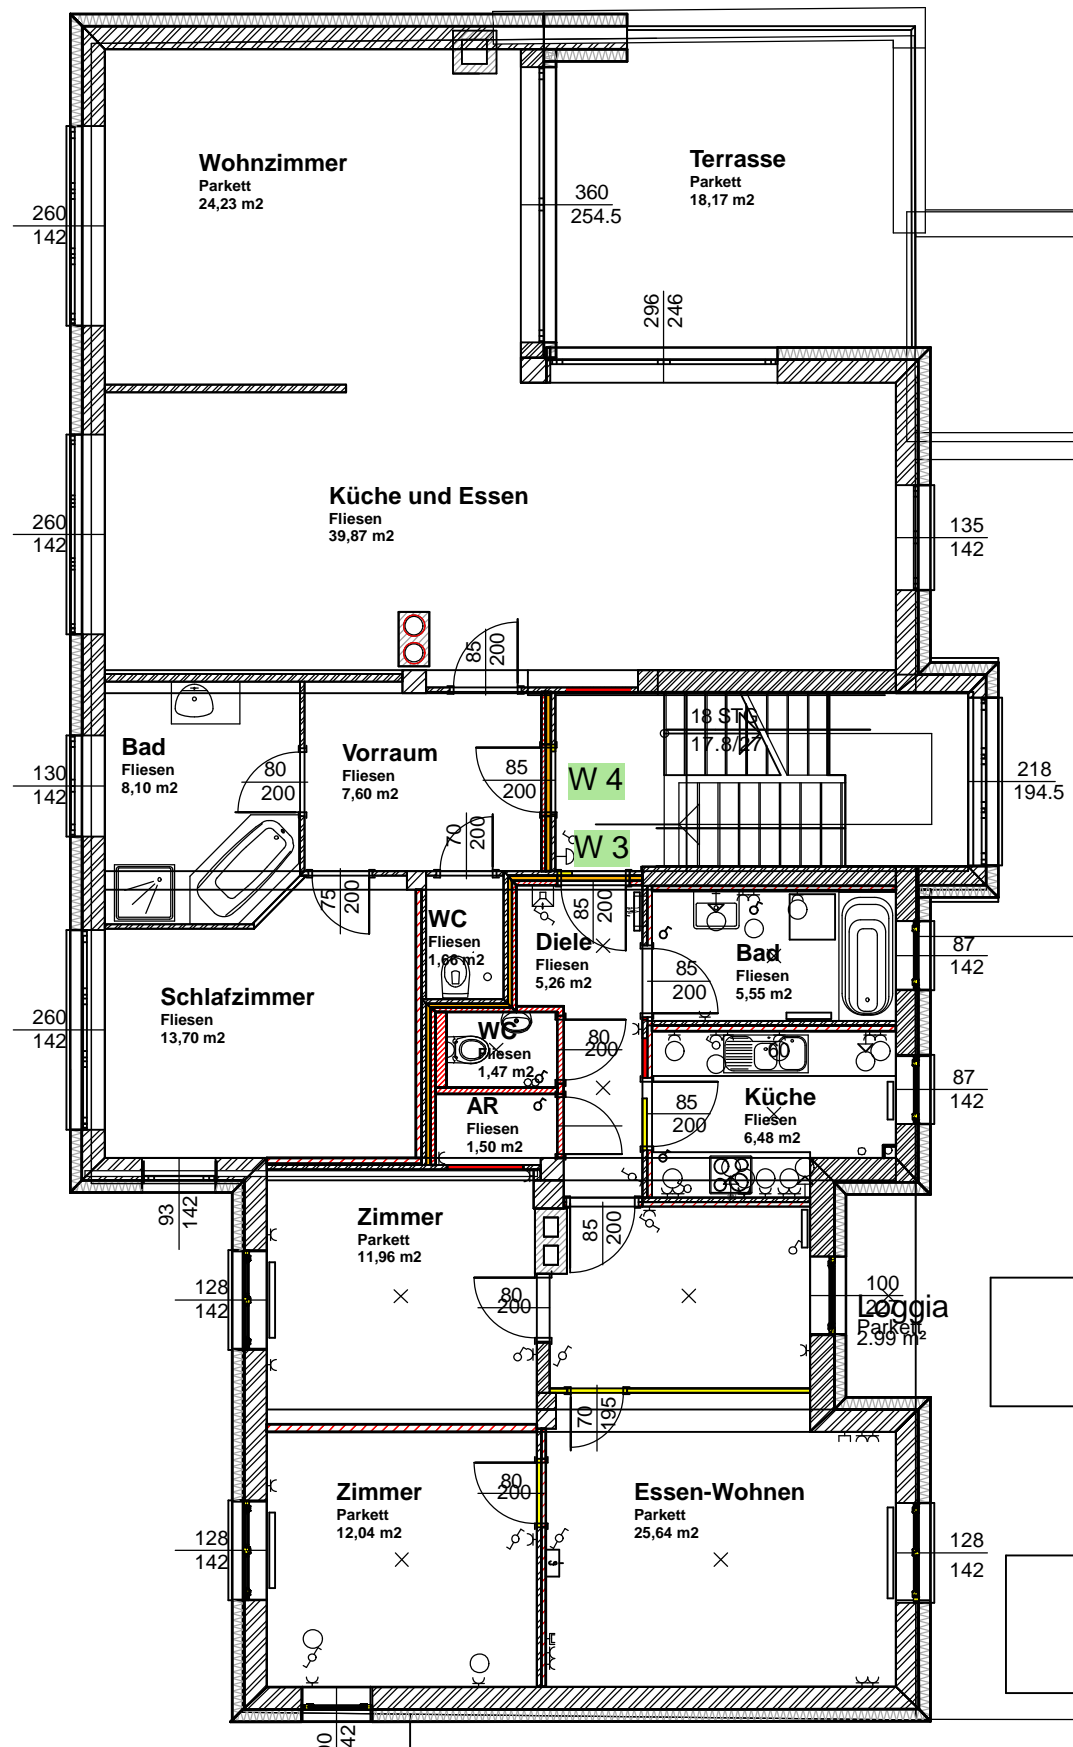 Wohnzimmer
Parkett
24,23 m2
Terrasse
Parkett
18,17 m2
360
254.5
260
142
296
246
Küche und Essen
Fliesen
39,87 m2
260
142
135
142
85
200
18 STG
17.8/27
Bad
Fliesen
8,10 m2
Vorraum
Fliesen
7,60 m2
80
200
85
200
W 4
130
142
218
194.5
70
200
W 3
75
200
WC
Fliesen
1,66 m2
85
200
Diele
Fliesen
5,26 m2
Bad
Fliesen
5,55 m2
85
200
87
142
Schlafzimmer
Fliesen
13,70 m2
260
142
WC
Fliesen
1,47 m2
80
200
60
AR
Fliesen
1,50 m2
85
200
Küche
Fliesen
6,48 m2
87
142
93
142
Zimmer
Parkett
11,96 m2
85
200
128
142
80
200
100
227
Loggia
Parkett
2.99 m²
70
195
Zimmer
Parkett
12,04 m2
80
200
Essen-Wohnen
Parkett
25,64 m2
128
142
128
142